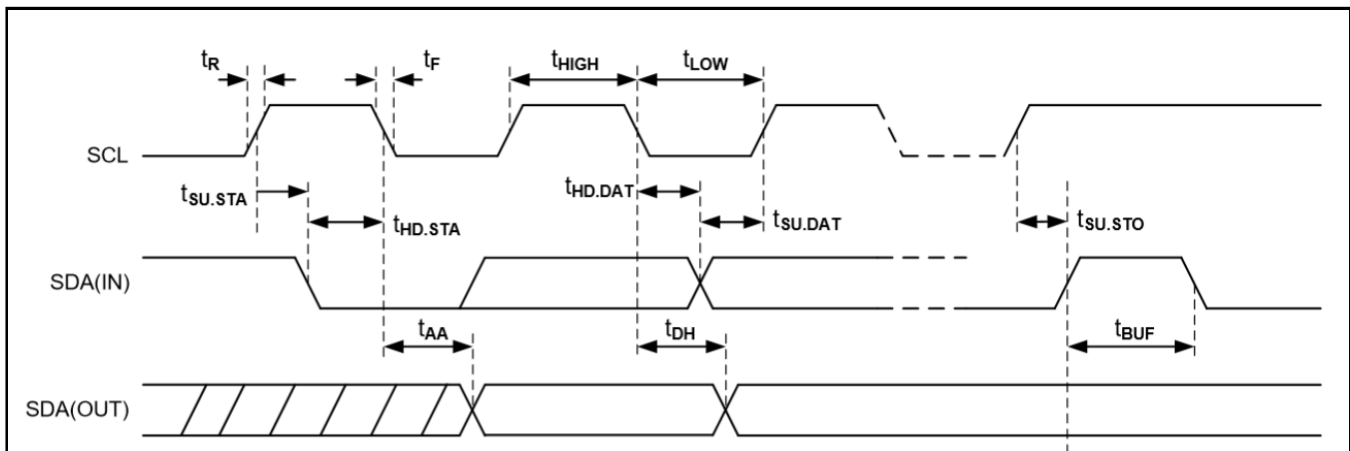 tR tF tHIGH tLOW
SCL
tSU.STA tHD.STA tHD.DAT tSU.DAT tSU.STO
SDA(IN)
tAA tDH tBUF
SDA(OUT)